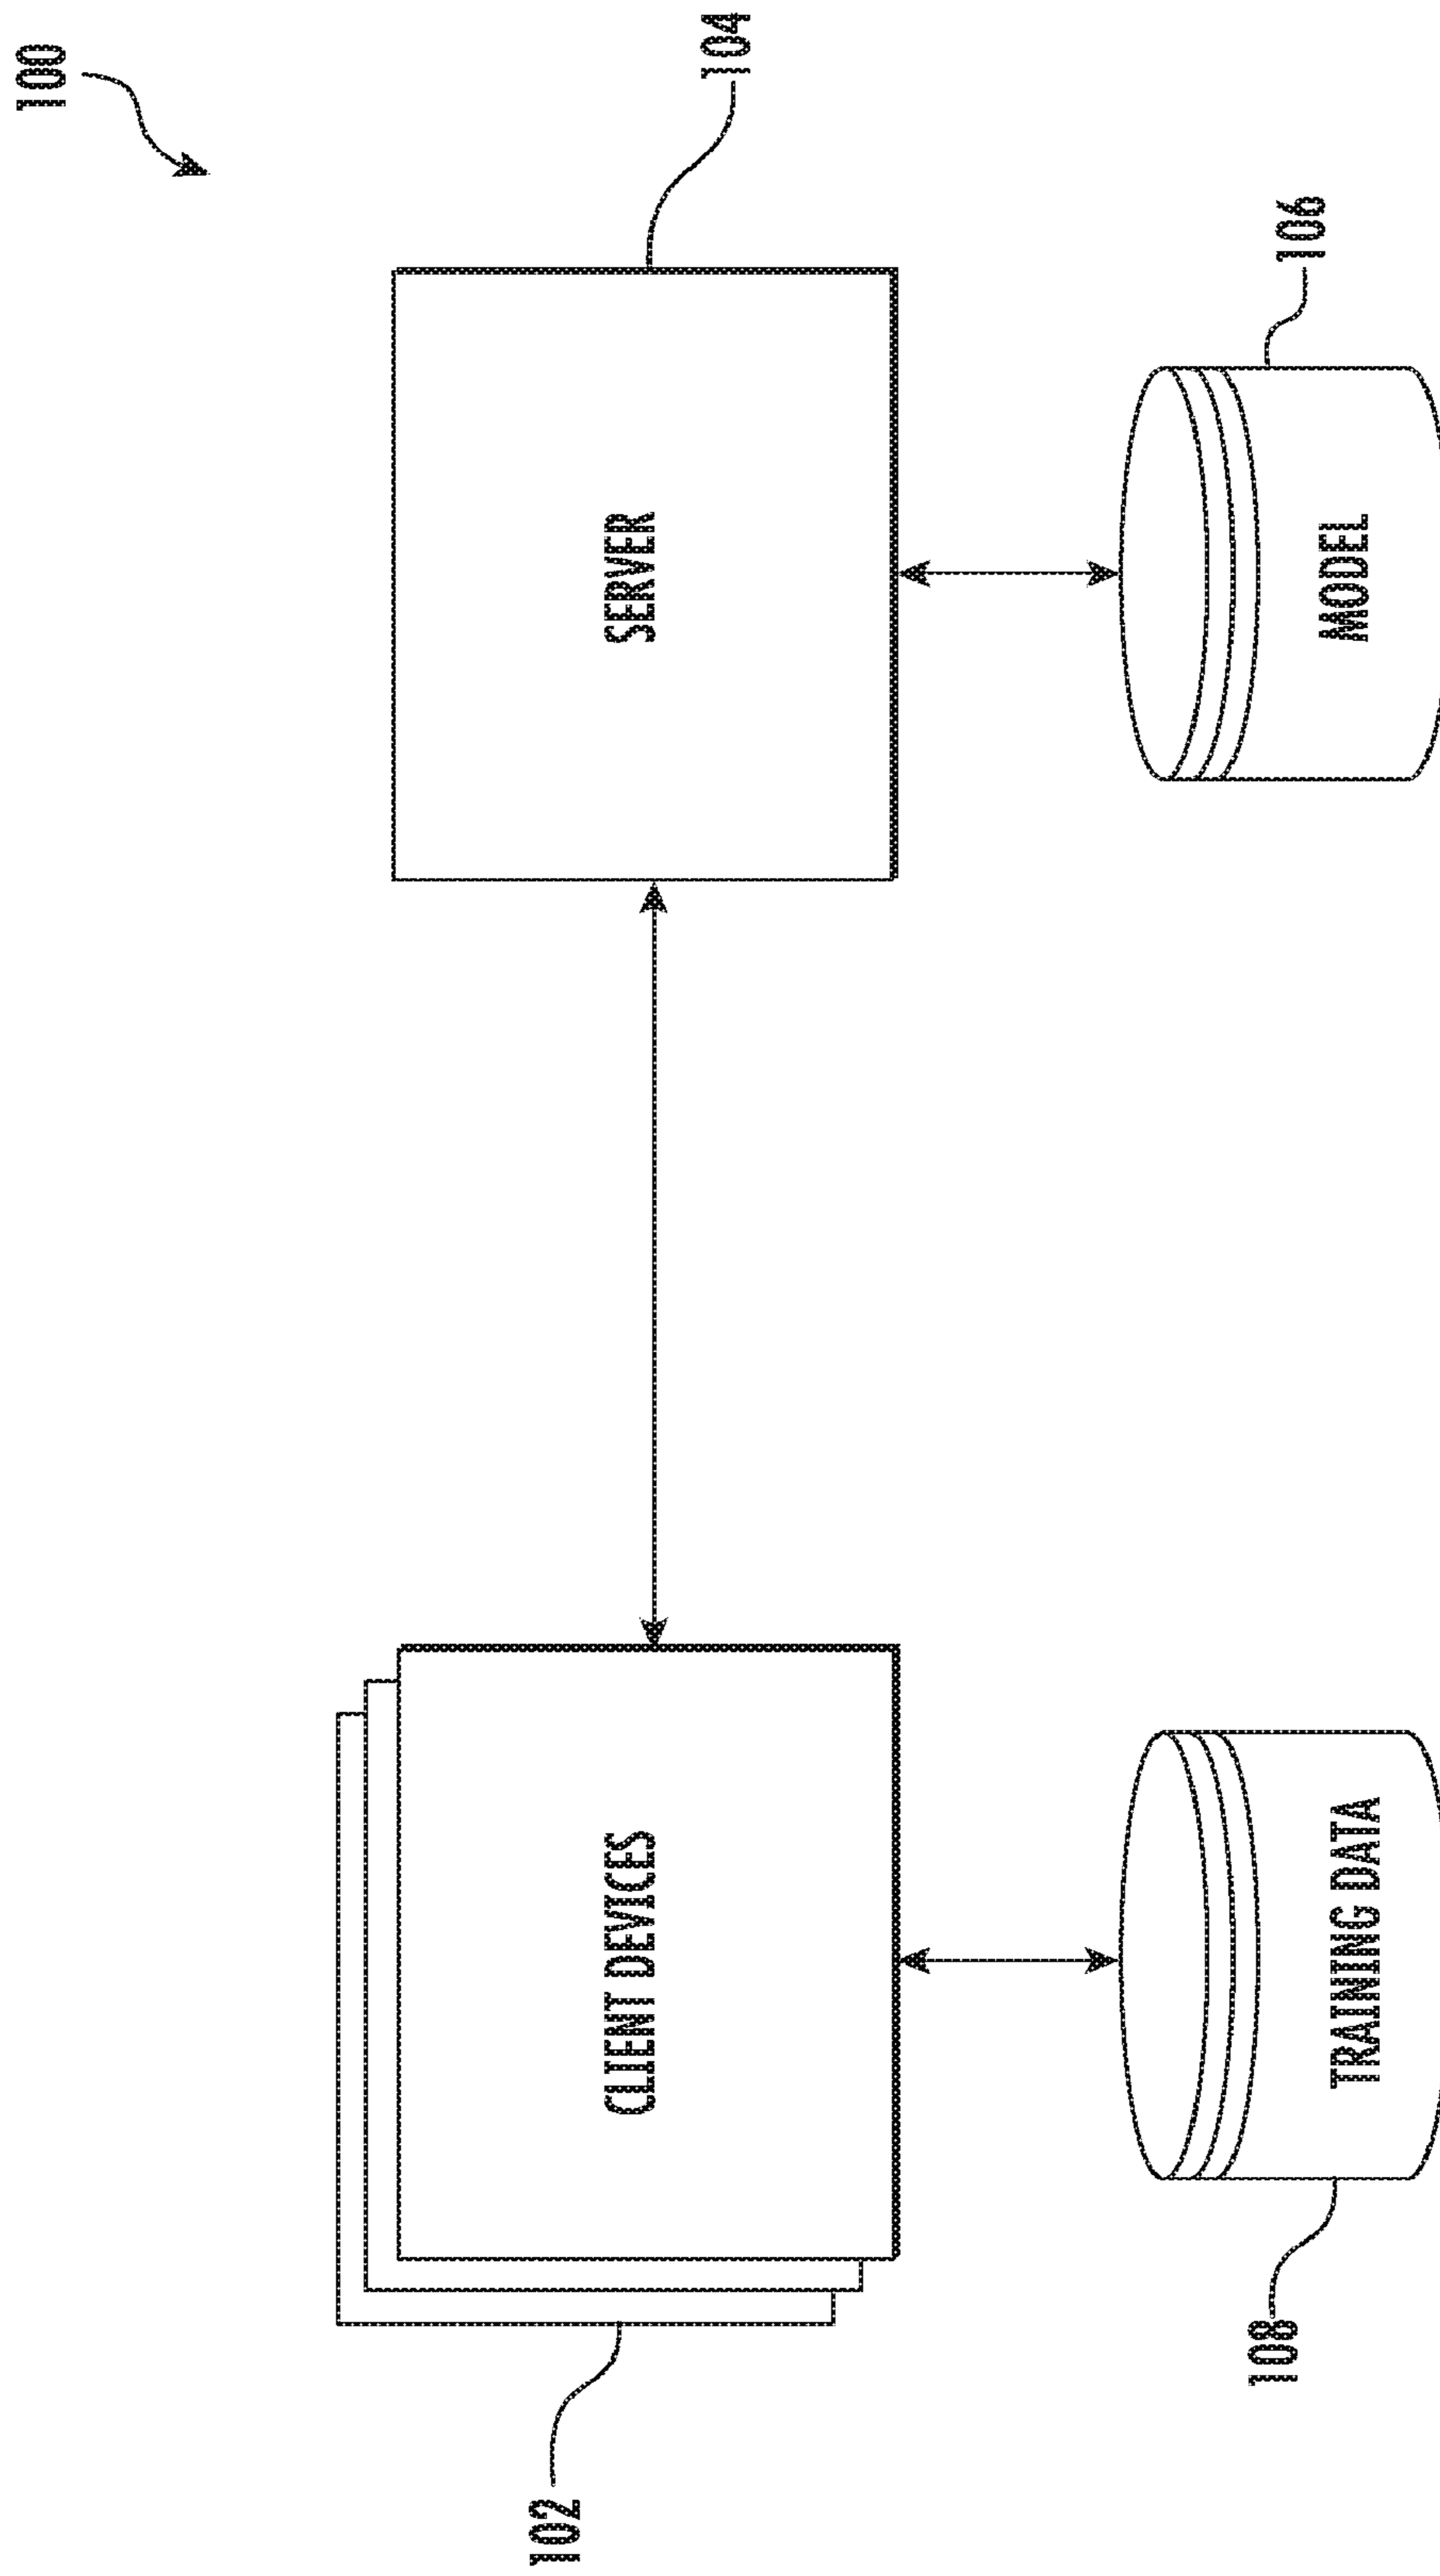 100
104
SERVER
106
MODEL
CLIENT DEVICES
102
TRAINING DATA
108